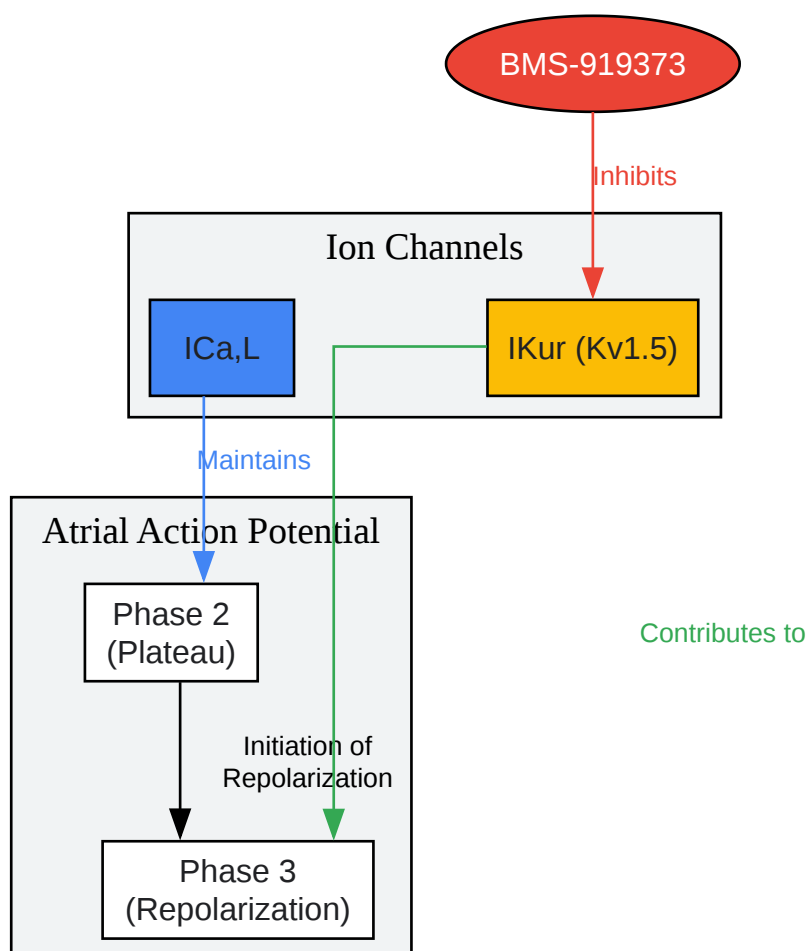 BMS-919373
Inhibits
Ion Channels
ICa,L
IKur (Kv1.5)
Maintains
Atrial Action Potential
Phase 2
(Plateau)
Contributes to
Initiation of
Repolarization
Phase 3
(Repolarization)